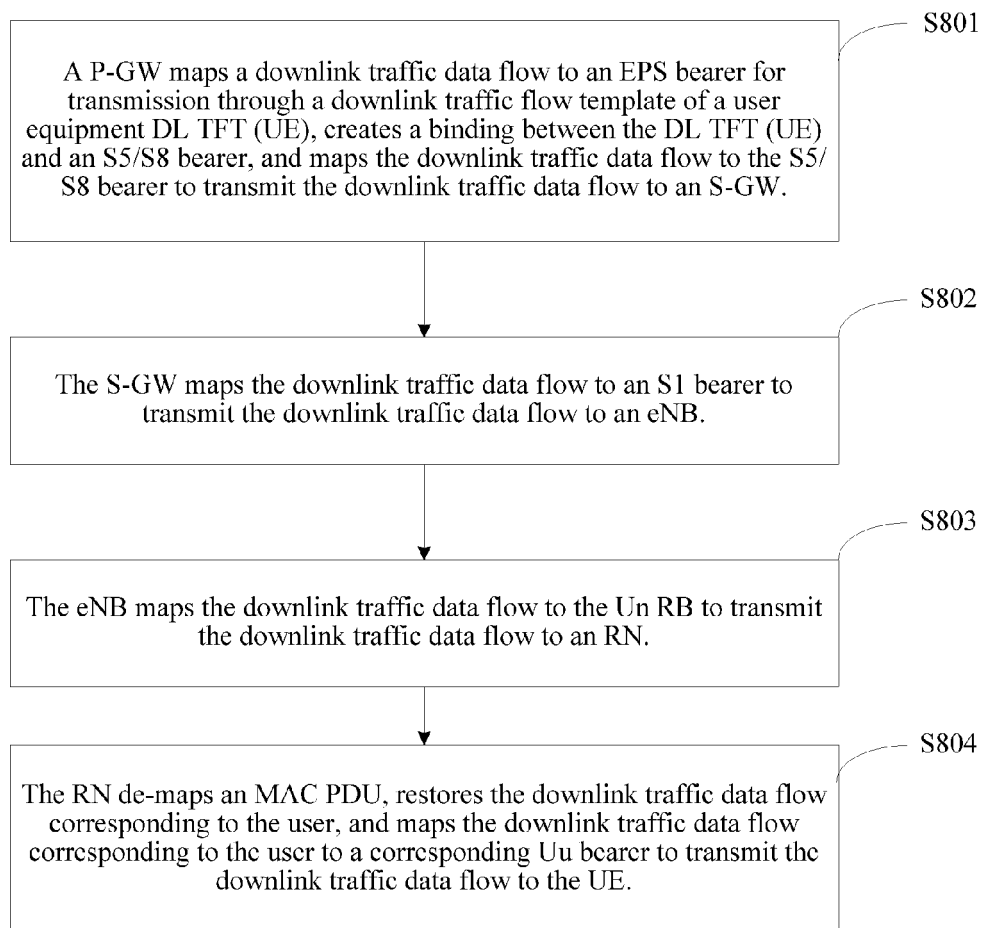 S801
A P-GW maps a downlink traffic data flow to an EPS bearer for
transmission through a downlink traffic flow template of a user
equipment DL TFT (UE), creates a binding between the DL TFT (UE)
and an S5/S8 bearer, and maps the downlink traffic data flow to the S5/
S8 bearer to transmit the downlink traffic data flow to an S-GW.
S802
The S-GW maps the downlink traffic data flow to an S1 bearer to
transmit the downlink traffic data flow to an eNB.
S803
The eNB maps the downlink traffic data flow to the Un RB to transmit
the downlink traffic data flow to an RN.
S804
The RN de-maps an MAC PDU, restores the downlink traffic data flow
corresponding to the user, and maps the downlink traffic data flow
corresponding to the user to a corresponding Uu bearer to transmit the
downlink traffic data flow to the UE.